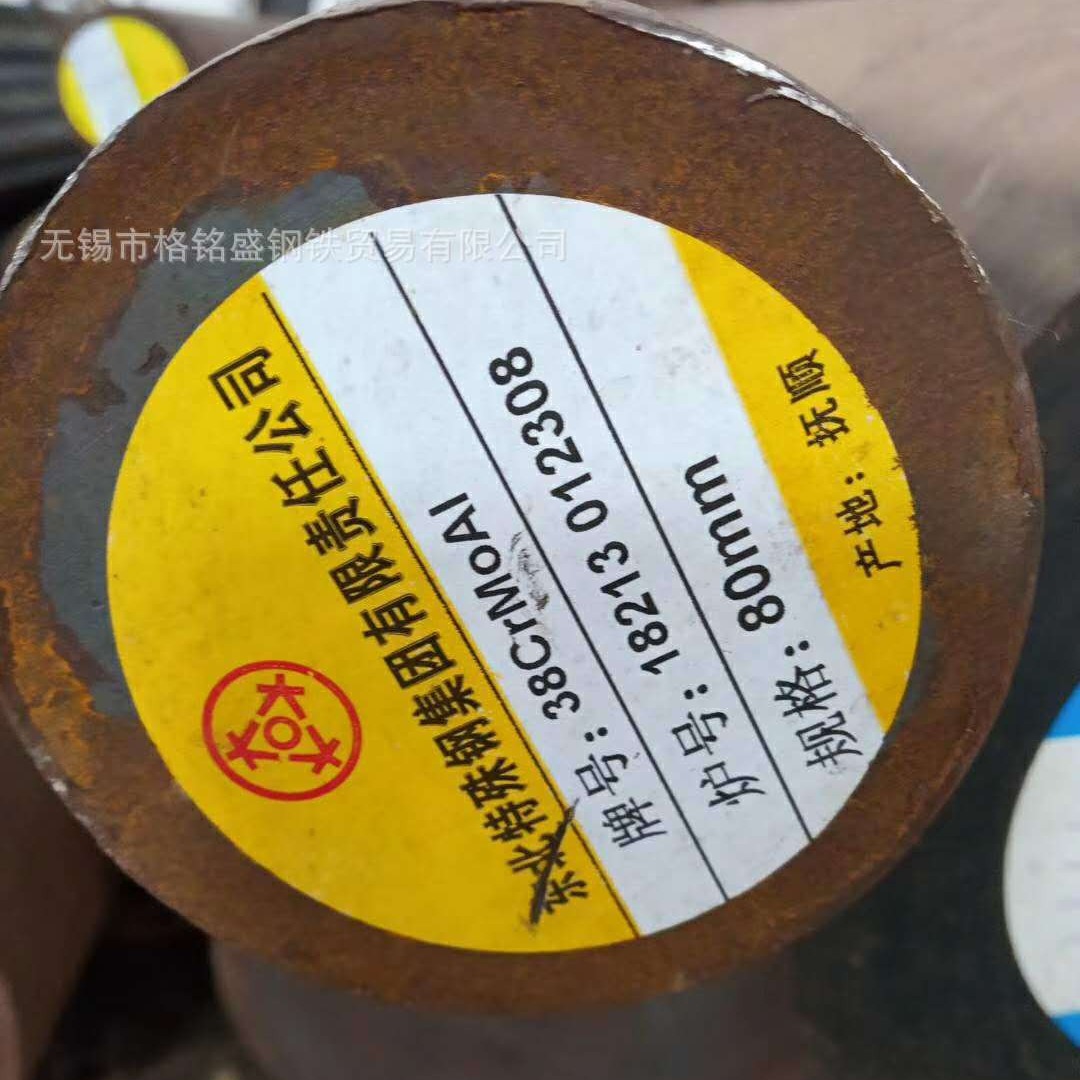 无锡市格铭盛钢铁贸易有限公司
东北特殊钢集团有限责任公司
牌号：38CrMoAl
炉号：18213 012308
规格：80mm
产地：抚顺